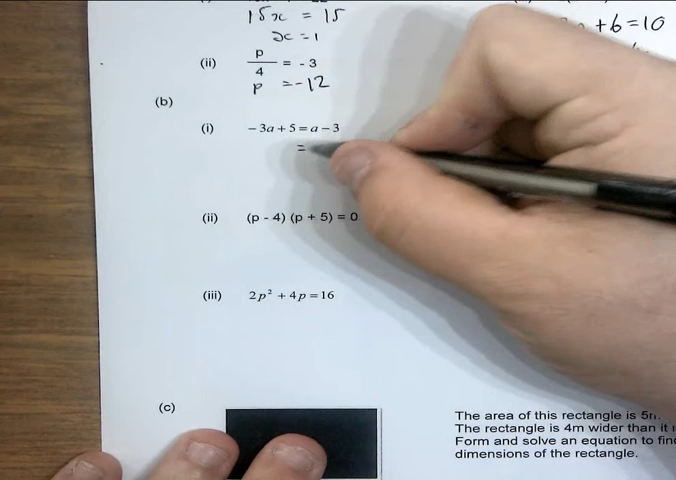 15x = 15
x = 1
+6=10
(ii) p/4 = - 3
p = -12
(b)
(i) - 3a + 5 = a - 3
=
(ii) (p - 4) (p + 5) = 0
(iii) 2p² + 4p = 16
(c)
The area of this rectangle is
The rectangle is 4m wider than it
Form and solve an equation to
dimensions of the rectangle.